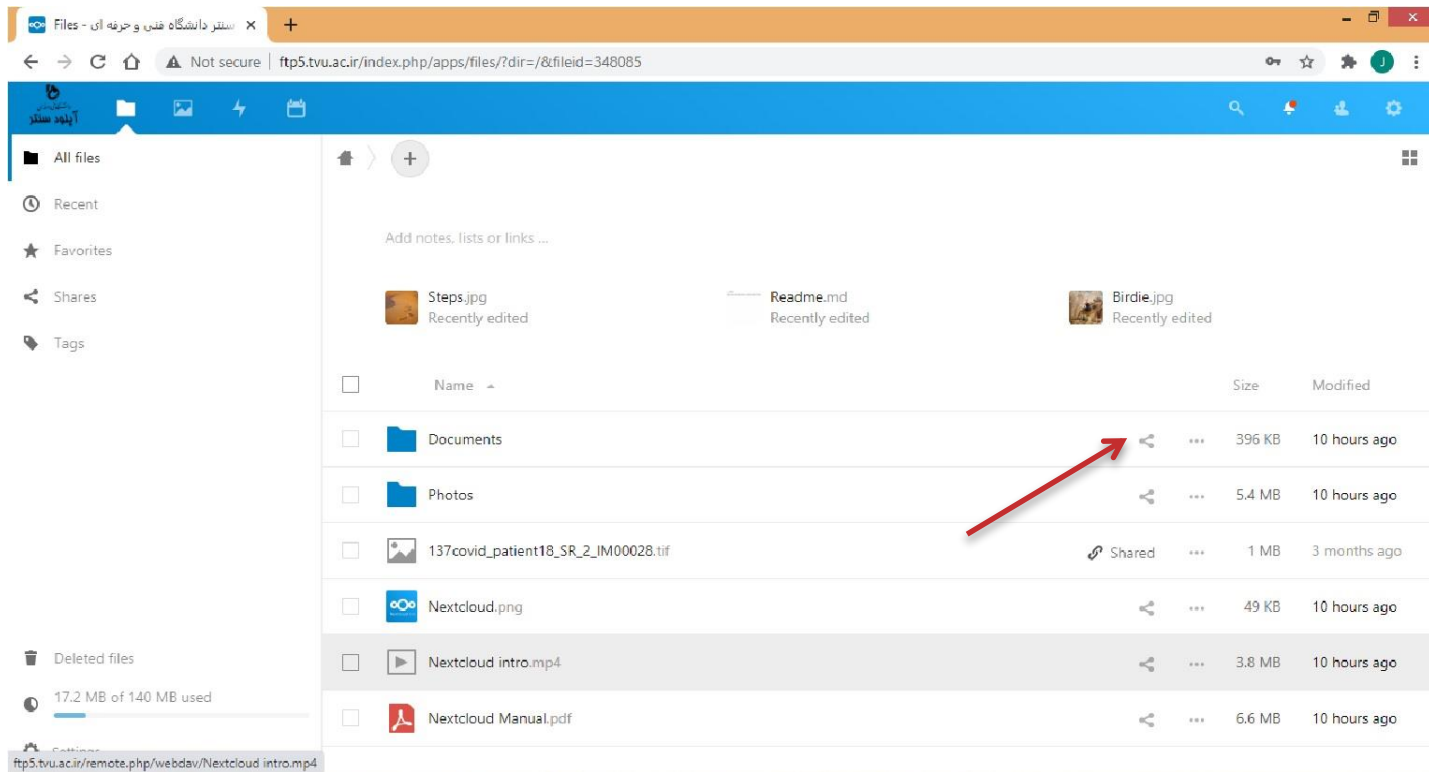 Files - سنتر دانشگاه فنی و حرفه ای
Not secure | ftp5.tvu.ac.ir/index.php/apps/files/?dir=/&fileid=348085
J
آپلود سنتر
All files
Recent
Favorites
Shares
Tags
Add notes, lists or links ...
Steps.jpg
Recently edited
Readme.md
Recently edited
Birdie.jpg
Recently edited
Name Size Modified
Documents 396 KB 10 hours ago
Photos 5.4 MB 10 hours ago
137covid_patient18_SR_2_IM00028.tif Shared 1 MB 3 months ago
Nextcloud.png 49 KB 10 hours ago
Nextcloud intro.mp4 3.8 MB 10 hours ago
Nextcloud Manual.pdf 6.6 MB 10 hours ago
Deleted files
17.2 MB of 140 MB used
Settings
ftp5.tvu.ac.ir/remote.php/webdav/Nextcloud intro.mp4